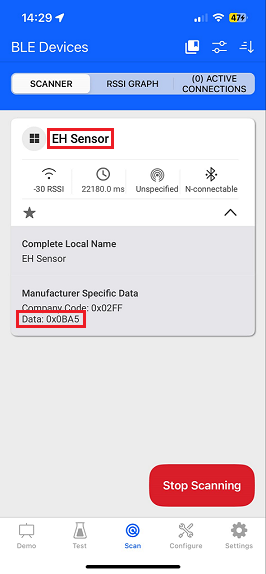 14:29
47
BLE Devices
SCANNER
RSSI GRAPH
(0) ACTIVE
CONNECTIONS
EH Sensor
-30 RSSI
22180.0 ms
Unspecified
N-connectable
Complete Local Name
EH Sensor
Manufacturer Specific Data
Company Code: 0x02FF
Data: 0x0BA5
Stop Scanning
Demo
Test
Scan
Configure
Settings